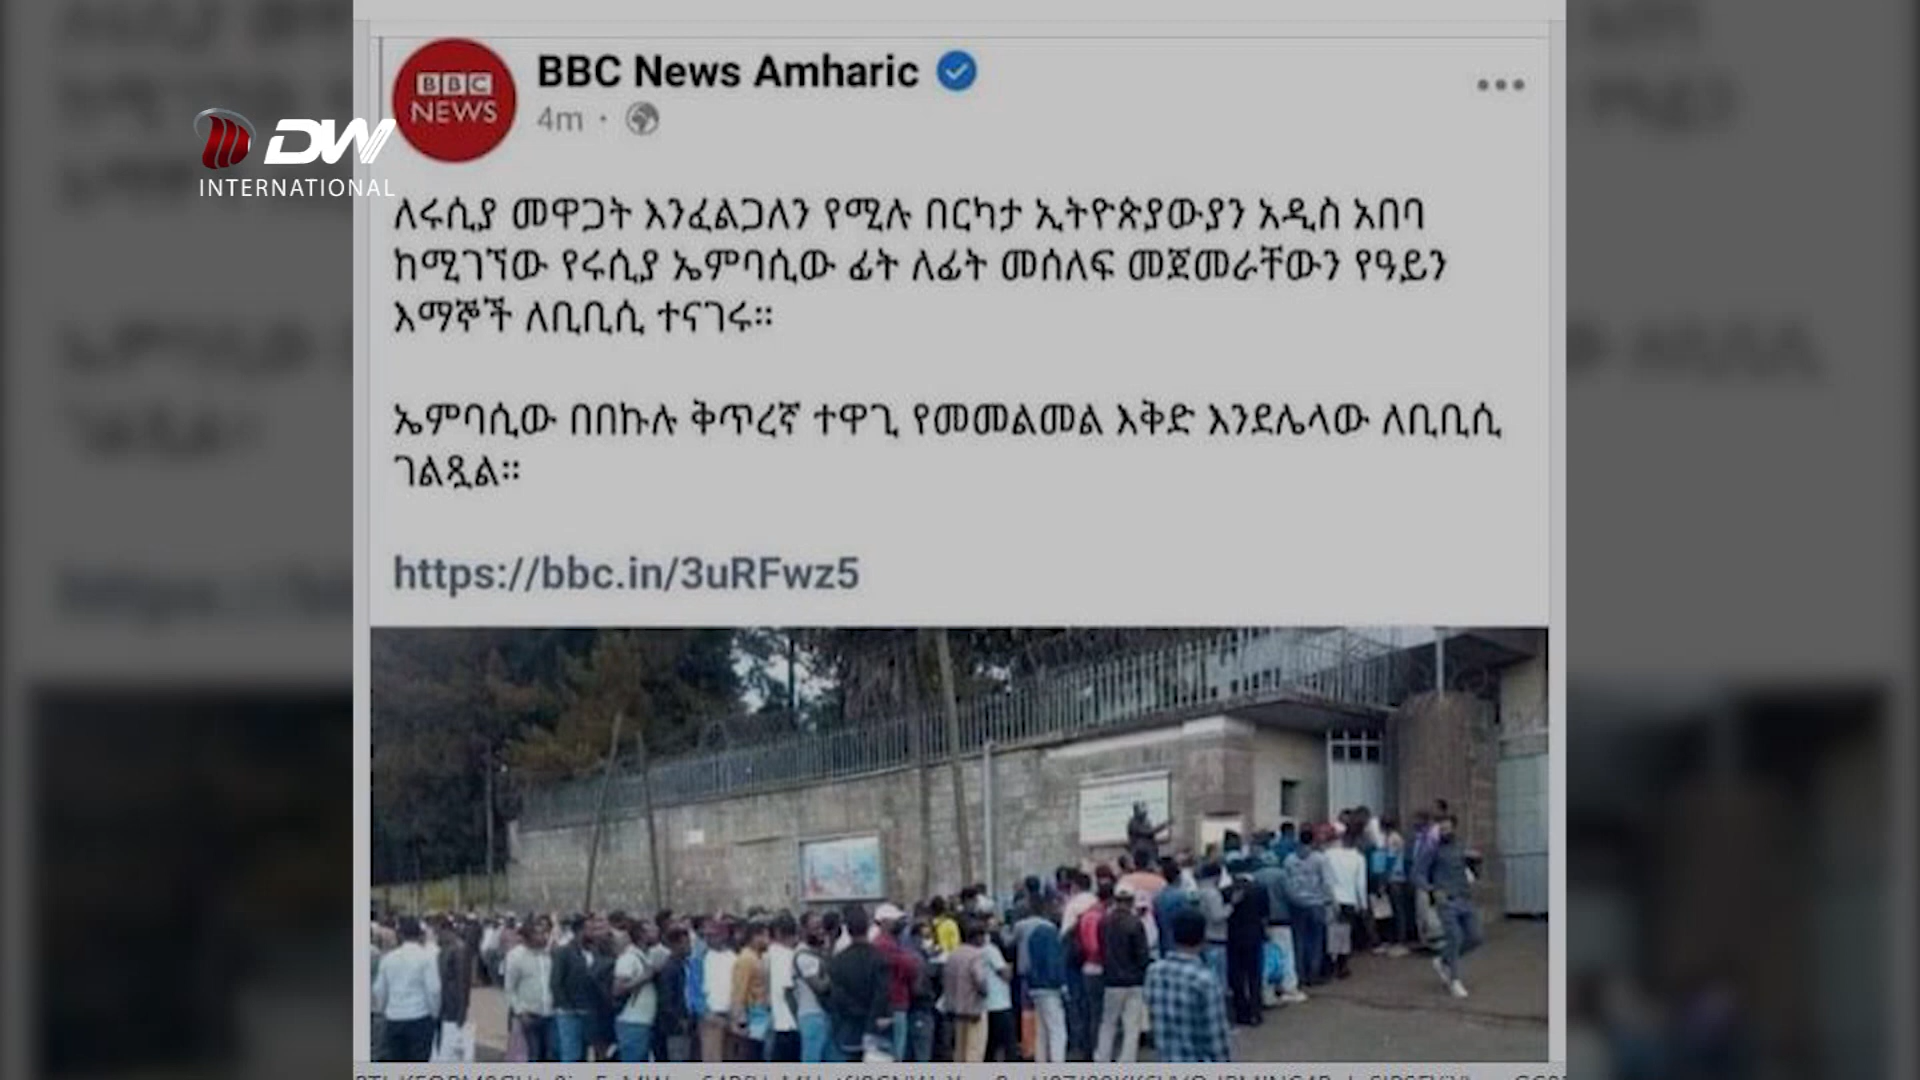 BBC NEWS
BBC News Amharic
4m
DW
INTERNATIONAL
ለሩሲያ መዋጋት እንፈልጋለን የሚሉ በርካታ ኢትዮጵያውያን አዲስ አበባ
ከሚገኘው የሩሲያ ኤምባሲው ፊት ለፊት መሰለፍ መጀመራቸውን የዓይን
እማኞች ለቢቢሲ ተናገሩ።
ኤምባሲው በበኩሉ ቅጥረኛ ተዋጊ የመመልመል እቅድ እንደሌላው ለቢቢሲ
ገልጿል።
https://bbc.in/3uRFwz5